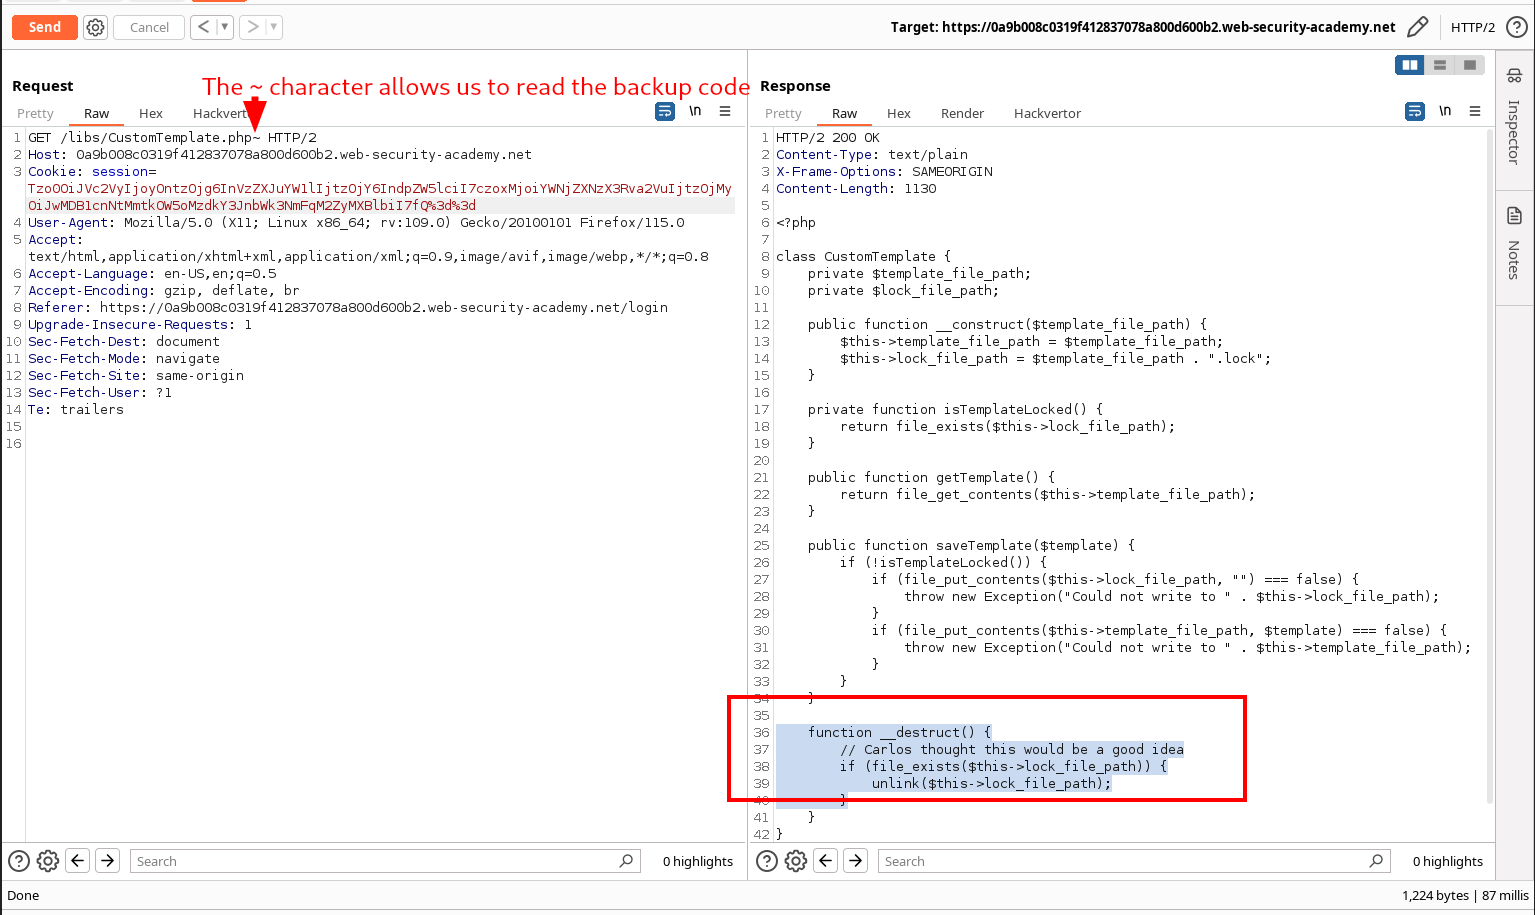 Send
Cancel
Target: https://0a9b008c0319f412837078a800d600b2.web-security-academy.net
HTTP/2
Request
The ~ character allows us to read the backup code
Pretty Raw Hex Hackverto
\n
1 GET /libs/CustomTemplate.php~ HTTP/2
2 Host: 0a9b008c0319f412837078a800d600b2.web-security-academy.net
3 Cookie: session=
Tzo0OiJVc2VyIjoyOntzOjg6InVzZXJuYW1lIjtzOjY6IndpZW5lciI7czoxMjoiYWNjZXNzX3Rva2VuIjtzOjMy
OiJwMDB1cnNtMmtkOW5oMzdkY3JnbWk3NmFqM2ZyMXBlbiI7fQ%3d%3d
4 User-Agent: Mozilla/5.0 (X11; Linux x86_64; rv:109.0) Gecko/20100101 Firefox/115.0
5 Accept:
text/html,application/xhtml+xml,application/xml;q=0.9,image/avif,image/webp,*/*;q=0.8
6 Accept-Language: en-US,en;q=0.5
7 Accept-Encoding: gzip, deflate, br
8 Referer: https://0a9b008c0319f412837078a800d600b2.web-security-academy.net/login
9 Upgrade-Insecure-Requests: 1
10 Sec-Fetch-Dest: document
11 Sec-Fetch-Mode: navigate
12 Sec-Fetch-Site: same-origin
13 Sec-Fetch-User: ?1
14 Te: trailers
15
16
Search
0 highlights
Response
Pretty Raw Hex Render Hackvertor
\n
1 HTTP/2 200 OK
2 Content-Type: text/plain
3 X-Frame-Options: SAMEORIGIN
4 Content-Length: 1130
5
6 <?php
7
8 class CustomTemplate {
9     private $template_file_path;
10     private $lock_file_path;
11
12     public function __construct($template_file_path) {
13         $this->template_file_path = $template_file_path;
14         $this->lock_file_path = $template_file_path . ".lock";
15     }
16
17     private function isTemplateLocked() {
18         return file_exists($this->lock_file_path);
19     }
20
21     public function getTemplate() {
22         return file_get_contents($this->template_file_path);
23     }
24
25     public function saveTemplate($template) {
26         if (!isTemplateLocked()) {
27             if (file_put_contents($this->lock_file_path, "") === false) {
28                 throw new Exception("Could not write to " . $this->lock_file_path);
29             }
30             if (file_put_contents($this->template_file_path, $template) === false) {
31                 throw new Exception("Could not write to " . $this->template_file_path);
32             }
33         }
34     }
35
36     function __destruct() {
37         // Carlos thought this would be a good idea
38         if (file_exists($this->lock_file_path)) {
39             unlink($this->lock_file_path);
40         }
41     }
42 }
Search
0 highlights
Inspector
Notes
Done
1,224 bytes | 87 millis